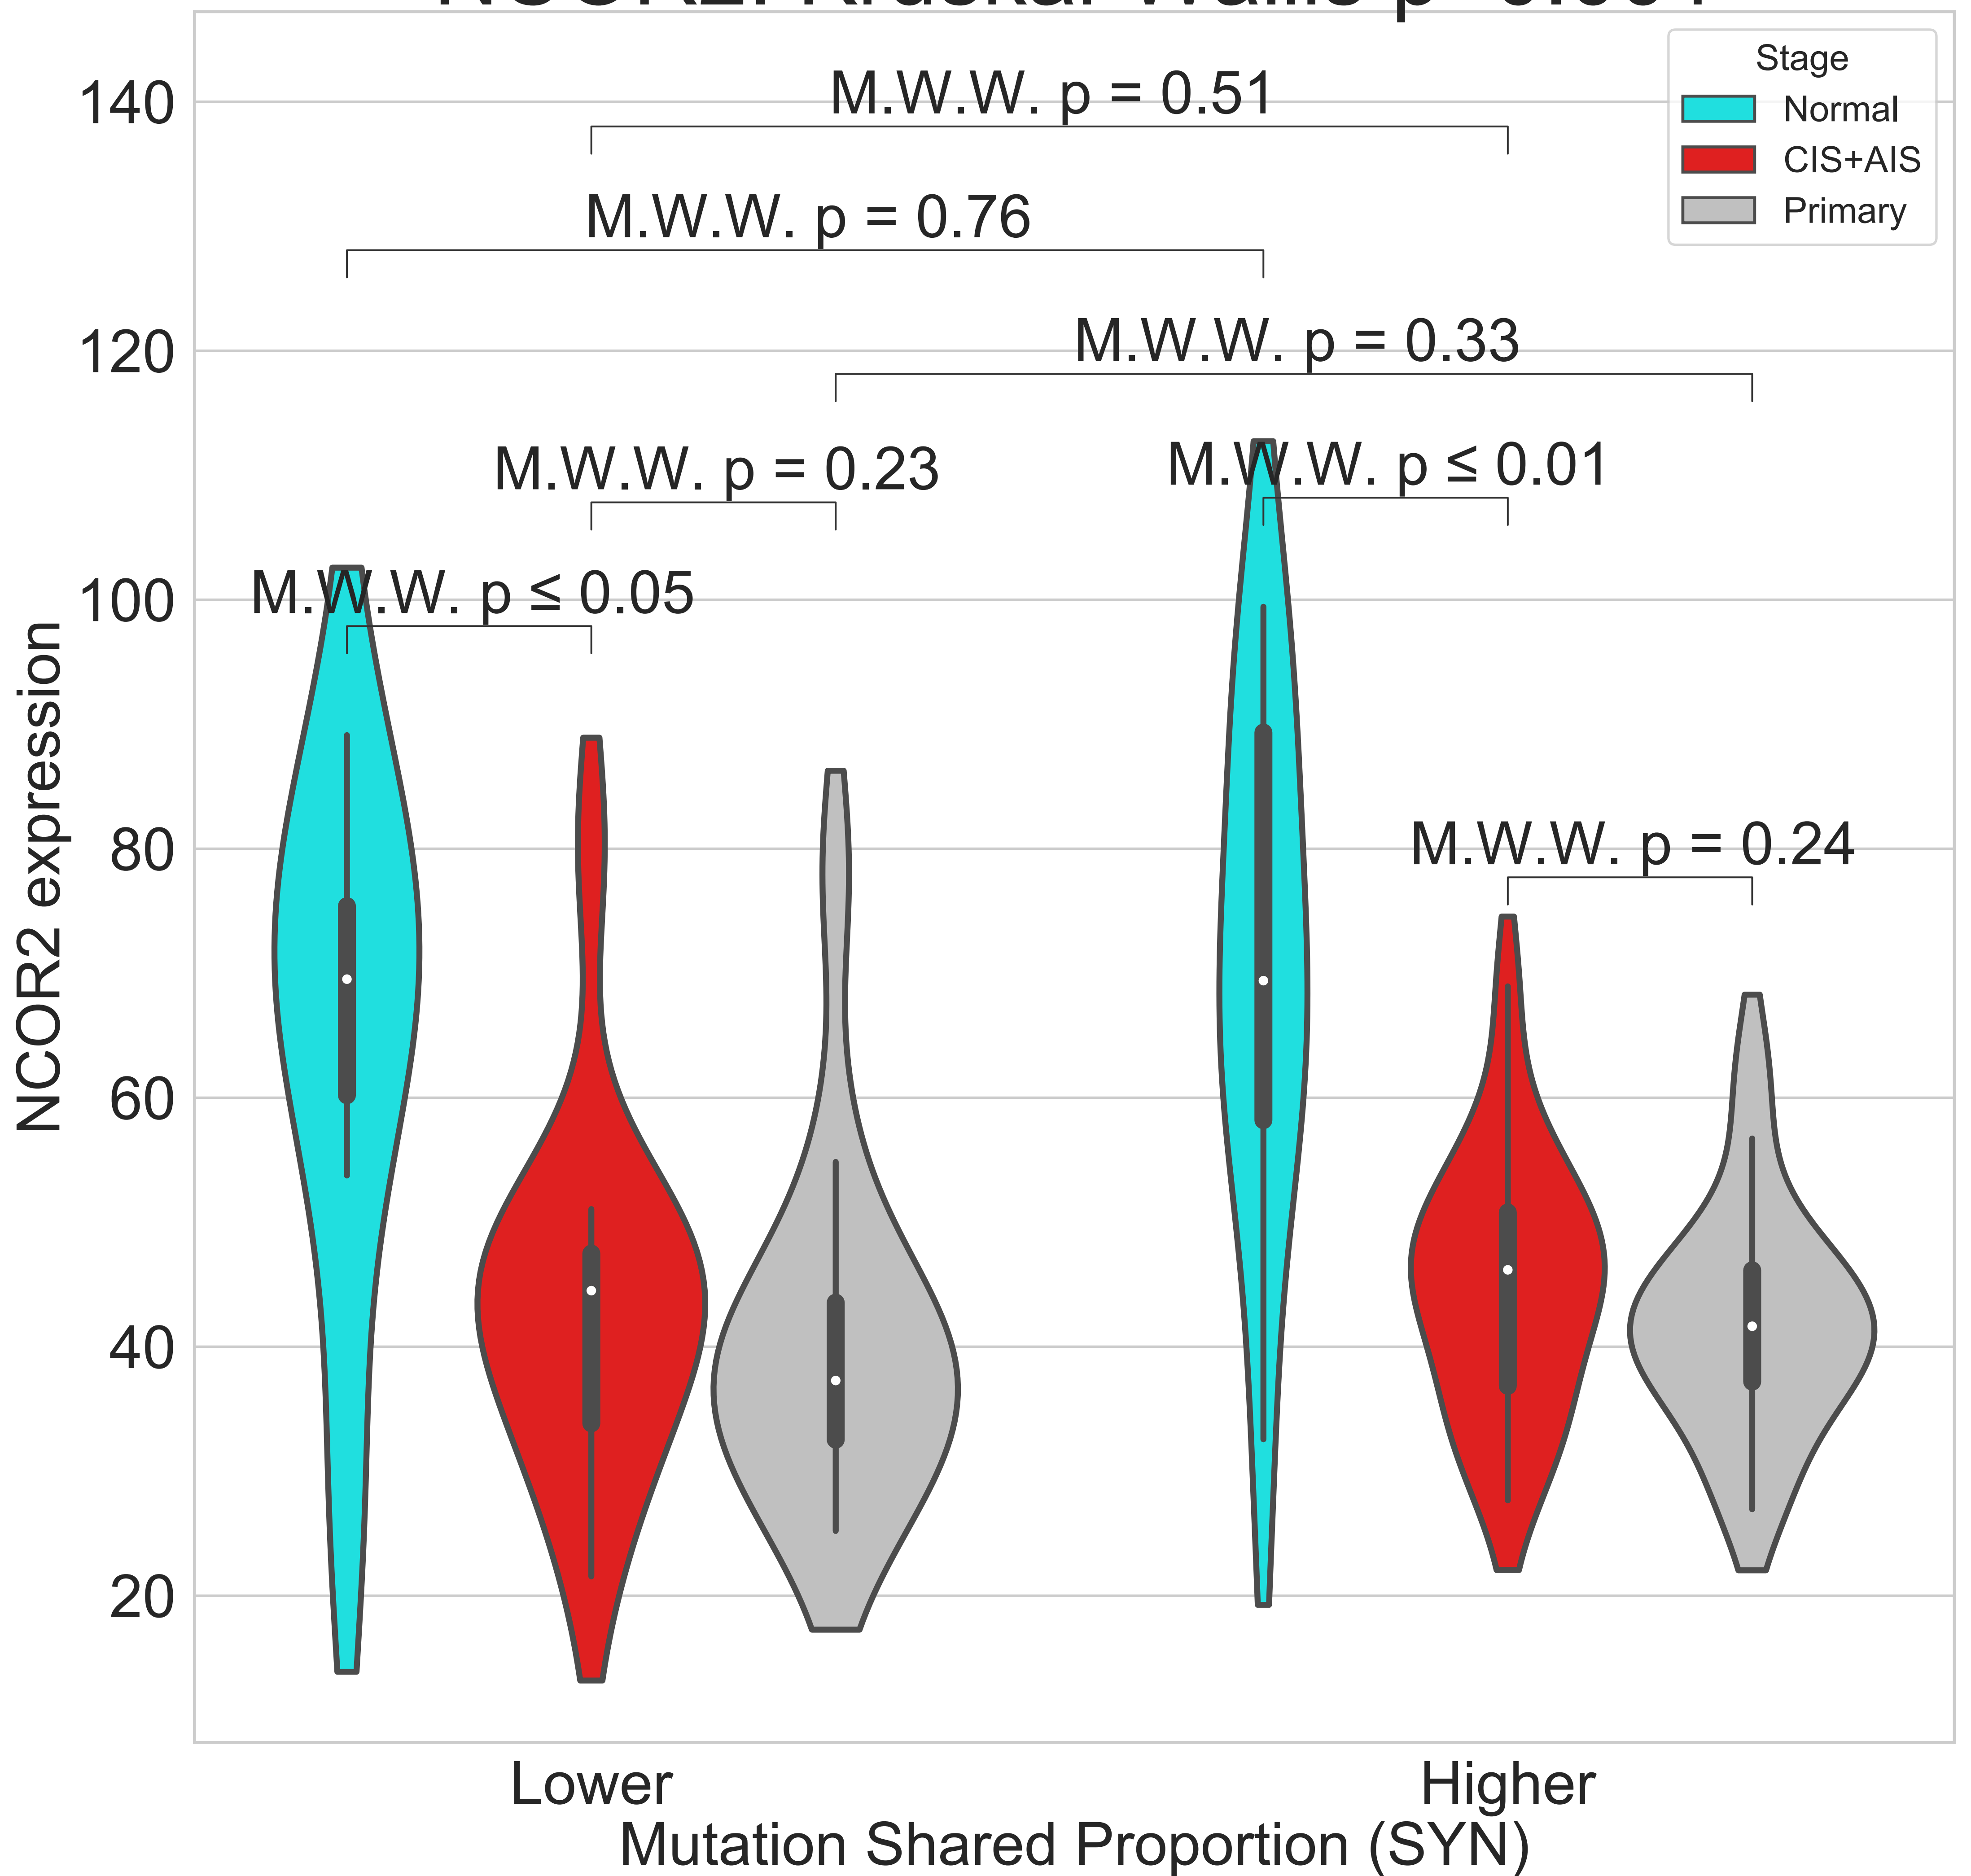 Stage
Normal
CIS+AIS
Primary
M.W.W. p = 0.51
M.W.W. p = 0.76
M.W.W. p = 0.33
M.W.W. p = 0.23
M.W.W. p ≤ 0.01
M.W.W. p ≤ 0.05
M.W.W. p = 0.24
140
120
100
80
60
40
20
NCOR2 expression
Lower
Higher
Mutation Shared Proportion (SYN)